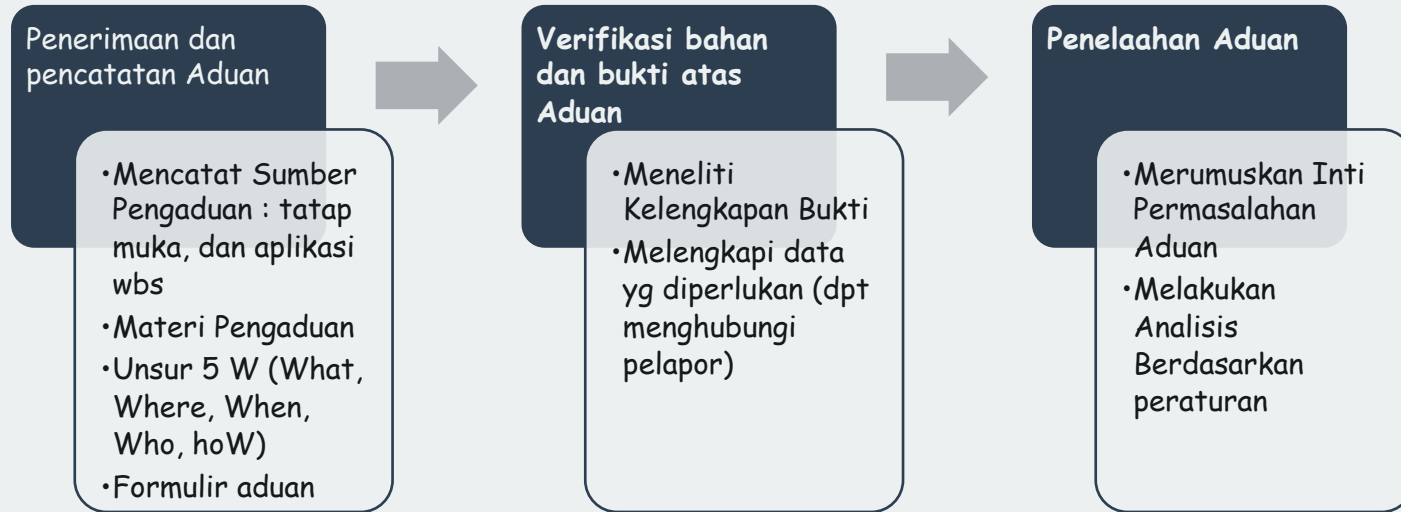 Penerimaan dan
pencatatan Aduan
•Mencatat Sumber
Pengaduan : tatap
muka, dan aplikasi
wbs
•Materi Pengaduan
•Unsur 5 W (What,
Where, When,
Who, hoW)
•Formulir aduan
Verifikasi bahan
dan bukti atas
Aduan
•Meneliti
Kelengkapan Bukti
•Melengkapi data
yg diperlukan (dpt
menghubungi
pelapor)
Penelaahan Aduan
•Merumuskan Inti
Permasalahan
Aduan
•Melakukan
Analisis
Berdasarkan
peraturan